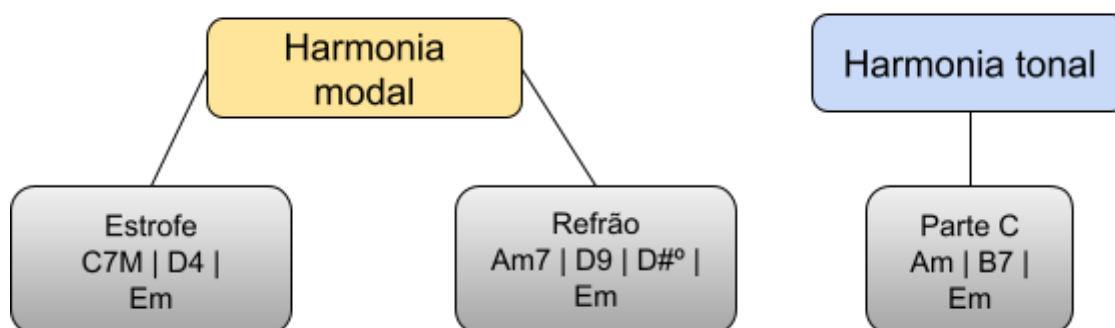 Harmonia
modal
Harmonia tonal
Estrofe
C7M | D4 |
Em
Refrão
Am7 | D9 | D#º |
Em
Parte C
Am | B7 |
Em